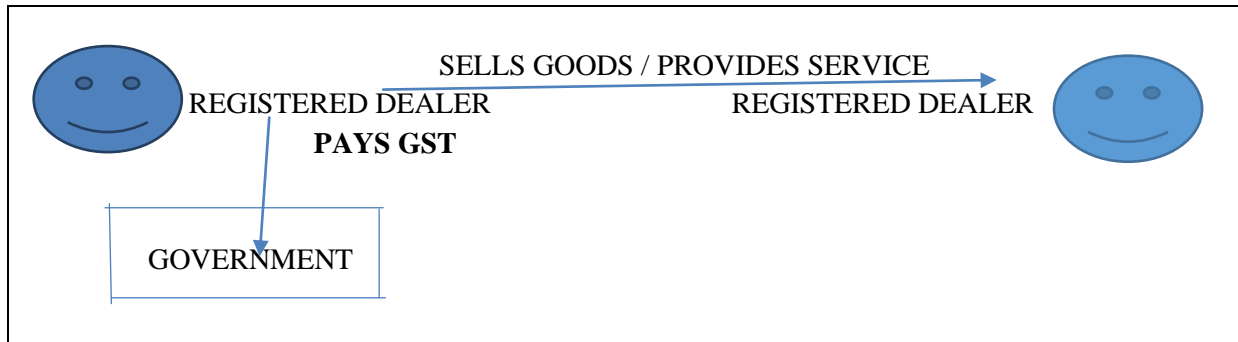 SELLS GOODS / PROVIDES SERVICE
REGISTERED DEALER REGISTERED DEALER
PAYS GST
GOVERNMENT